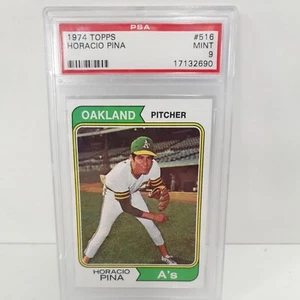 PSA
1974 TOPPS #516
HORACIO PINA MINT
9
17132690
OAKLAND PITCHER
HORACIO
PINA A's